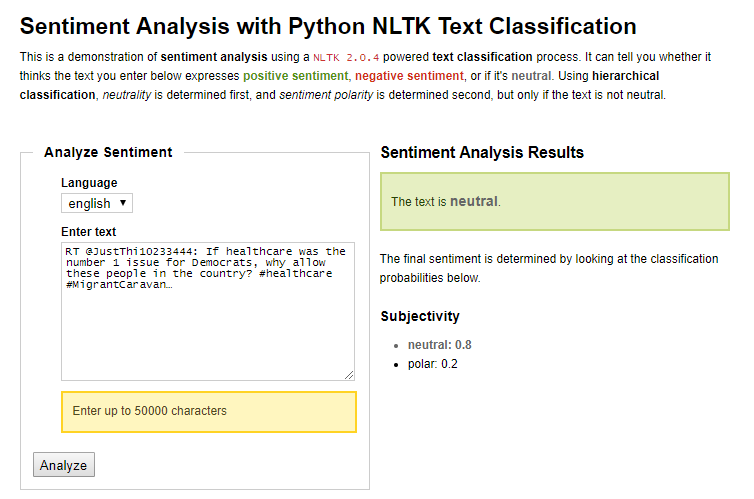 Sentiment Analysis with Python NLTK Text Classification
This is a demonstration of sentiment analysis using a NLTK 2.0.4 powered text classification process. It can tell you whether it
thinks the text you enter below expresses positive sentiment, negative sentiment, or if it's neutral. Using hierarchical
classification, neutrality is determined first, and sentiment polarity is determined second, but only if the text is not neutral.
Analyze Sentiment
Language
english
Enter text
RT @JustThi10233444: If healthcare was the
number 1 issue for Democrats, why allow
these people in the country? #healthcare
#MigrantCaravan…
Enter up to 50000 characters
Analyze
Sentiment Analysis Results
The text is neutral.
The final sentiment is determined by looking at the classification
probabilities below.
Subjectivity
• neutral: 0.8
• polar: 0.2